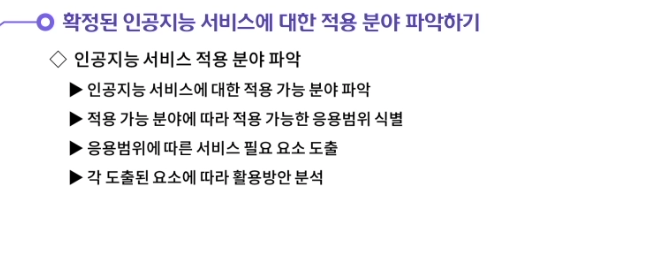 확정된 인공지능 서비스에 대한 적용 분야 파악하기
◇ 인공지능 서비스 적용 분야 파악
▶ 인공지능 서비스에 대한 적용 가능 분야 파악
▶ 적용 가능 분야에 따라 적용 가능한 응용범위 식별
▶ 응용범위에 따른 서비스 필요 요소 도출
▶ 각 도출된 요소에 따라 활용방안 분석